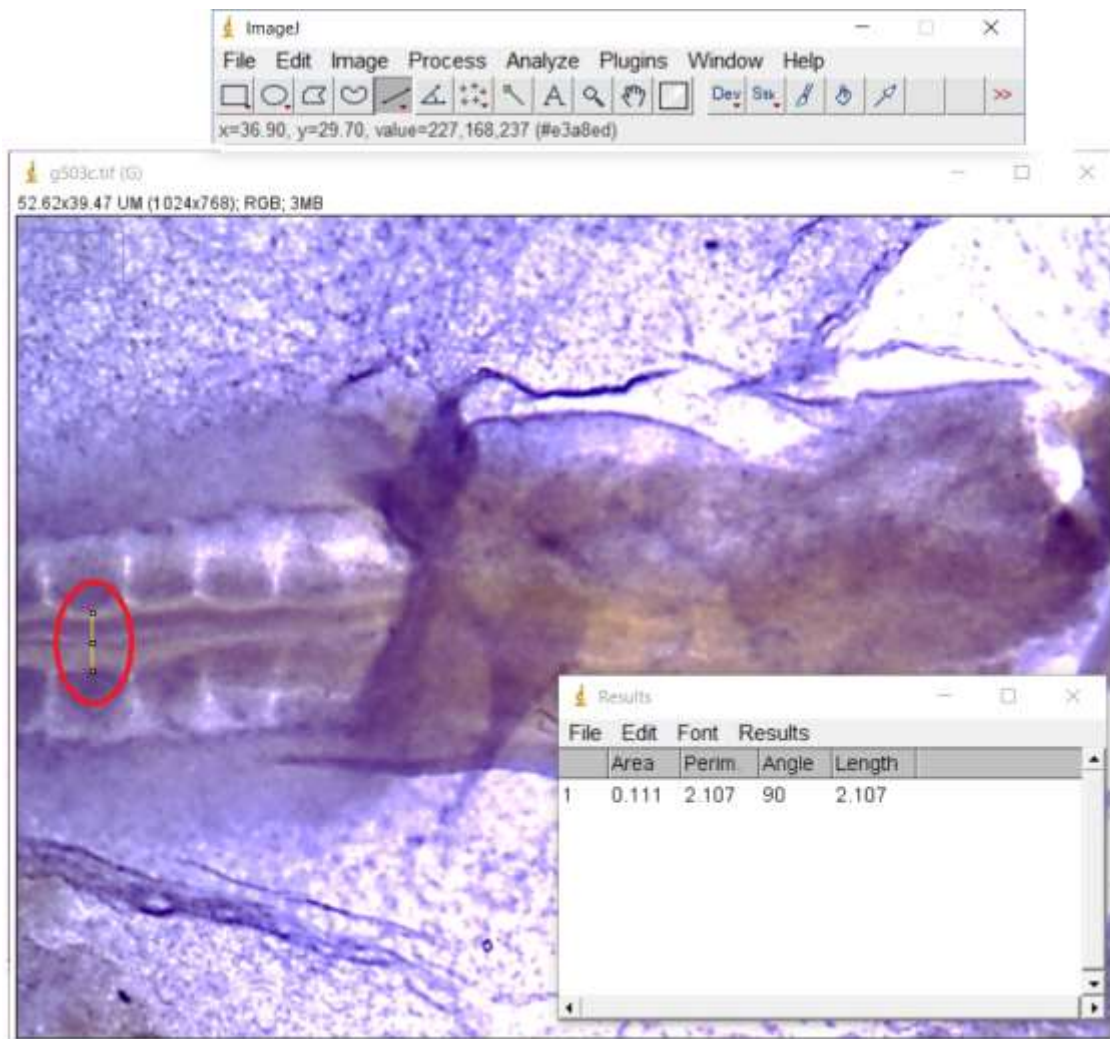 ImageJ
File Edit Image Process Analyze Plugins Window Help
Dev Stk >>
x=36.90, y=29.70, value=227,168,237 (#e3a8ed)
g503c.tif (G)
52.62x39.47 UM (1024x768); RGB; 3MB
Results
File Edit Font Results
Area Perim. Angle Length
1 0.111 2.107 90 2.107